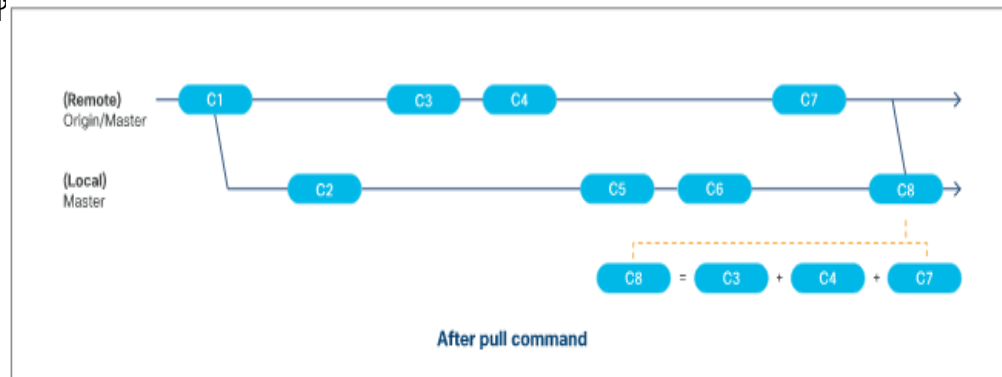 (Remote)
Origin/Master
C1
C3
C4
C7
(Local)
Master
C2
C5
C6
C8
C8 = C3 + C4 + C7
After pull command